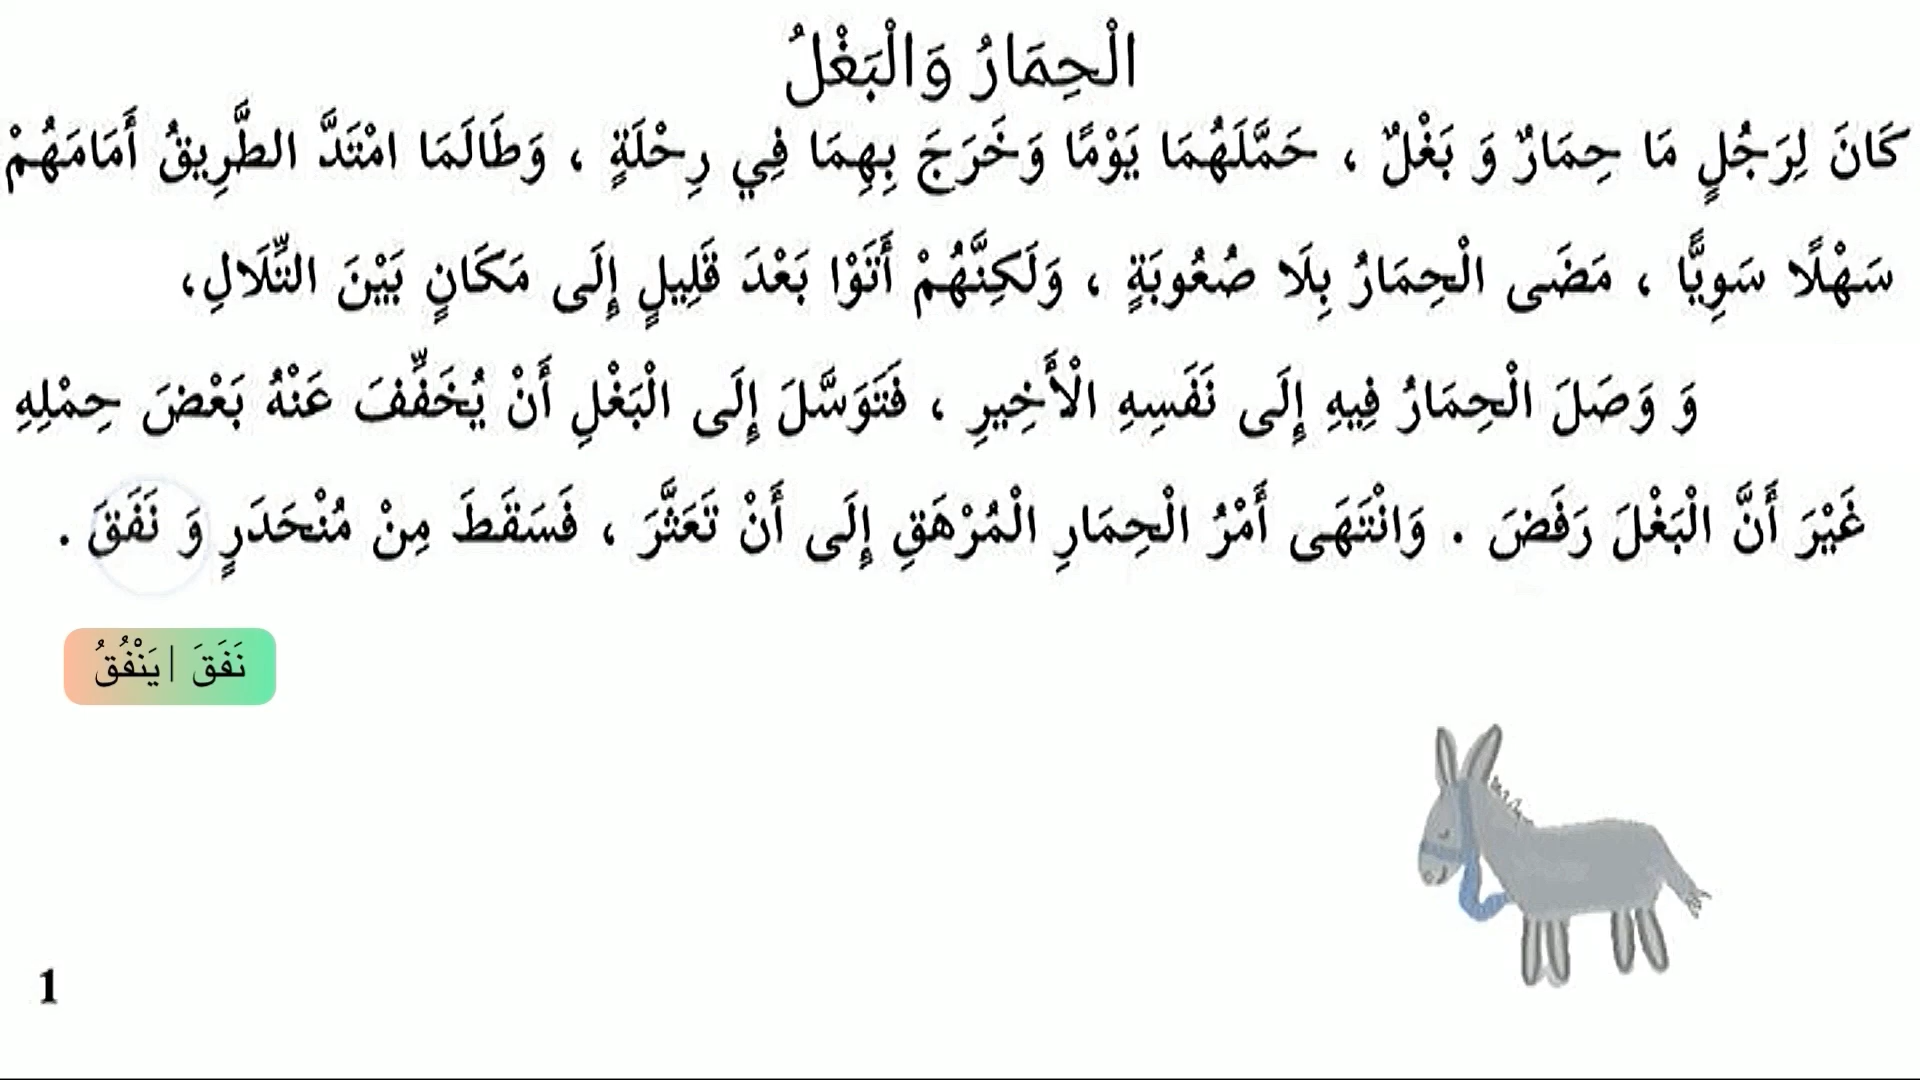 الْحِمَارُ وَالْبَغْلُ
كَانَ لِرَجُلٍ مَا حِمَارٌ وَ بَغْلٌ ، حَمَّلَهُمَا يَوْمًا وَخَرَجَ بِهِمَا فِي رِحْلَةٍ ، وَطَالَمَا امْتَدَّ الطَّرِيقُ أَمَامَهُمْ
سَهْلًا سَوِيًّا ، مَضَى الْحِمَارُ بِلَا صُعُوبَةٍ ، وَلَكِنَّهُمْ أَتَوْا بَعْدَ قَلِيلٍ إِلَى مَكَانٍ بَيْنَ التِّلَالِ،
وَ وَصَلَ الْحِمَارُ فِيهِ إِلَى نَفَسِهِ الْأَخِيرِ ، فَتَوَسَّلَ إِلَى الْبَغْلِ أَنْ يُخَفِّفَ عَنْهُ بَعْضَ حِمْلِهِ
غَيْرَ أَنَّ الْبَغْلَ رَفَضَ . وَانْتَهَى أَمْرُ الْحِمَارِ الْمُرْهَقِ إِلَى أَنْ تَعَثَّرَ ، فَسَقَطَ مِنْ مُنْحَدَرٍ وَ نَفَقَ .
نَفَقَ | يَنْفُقُ
1